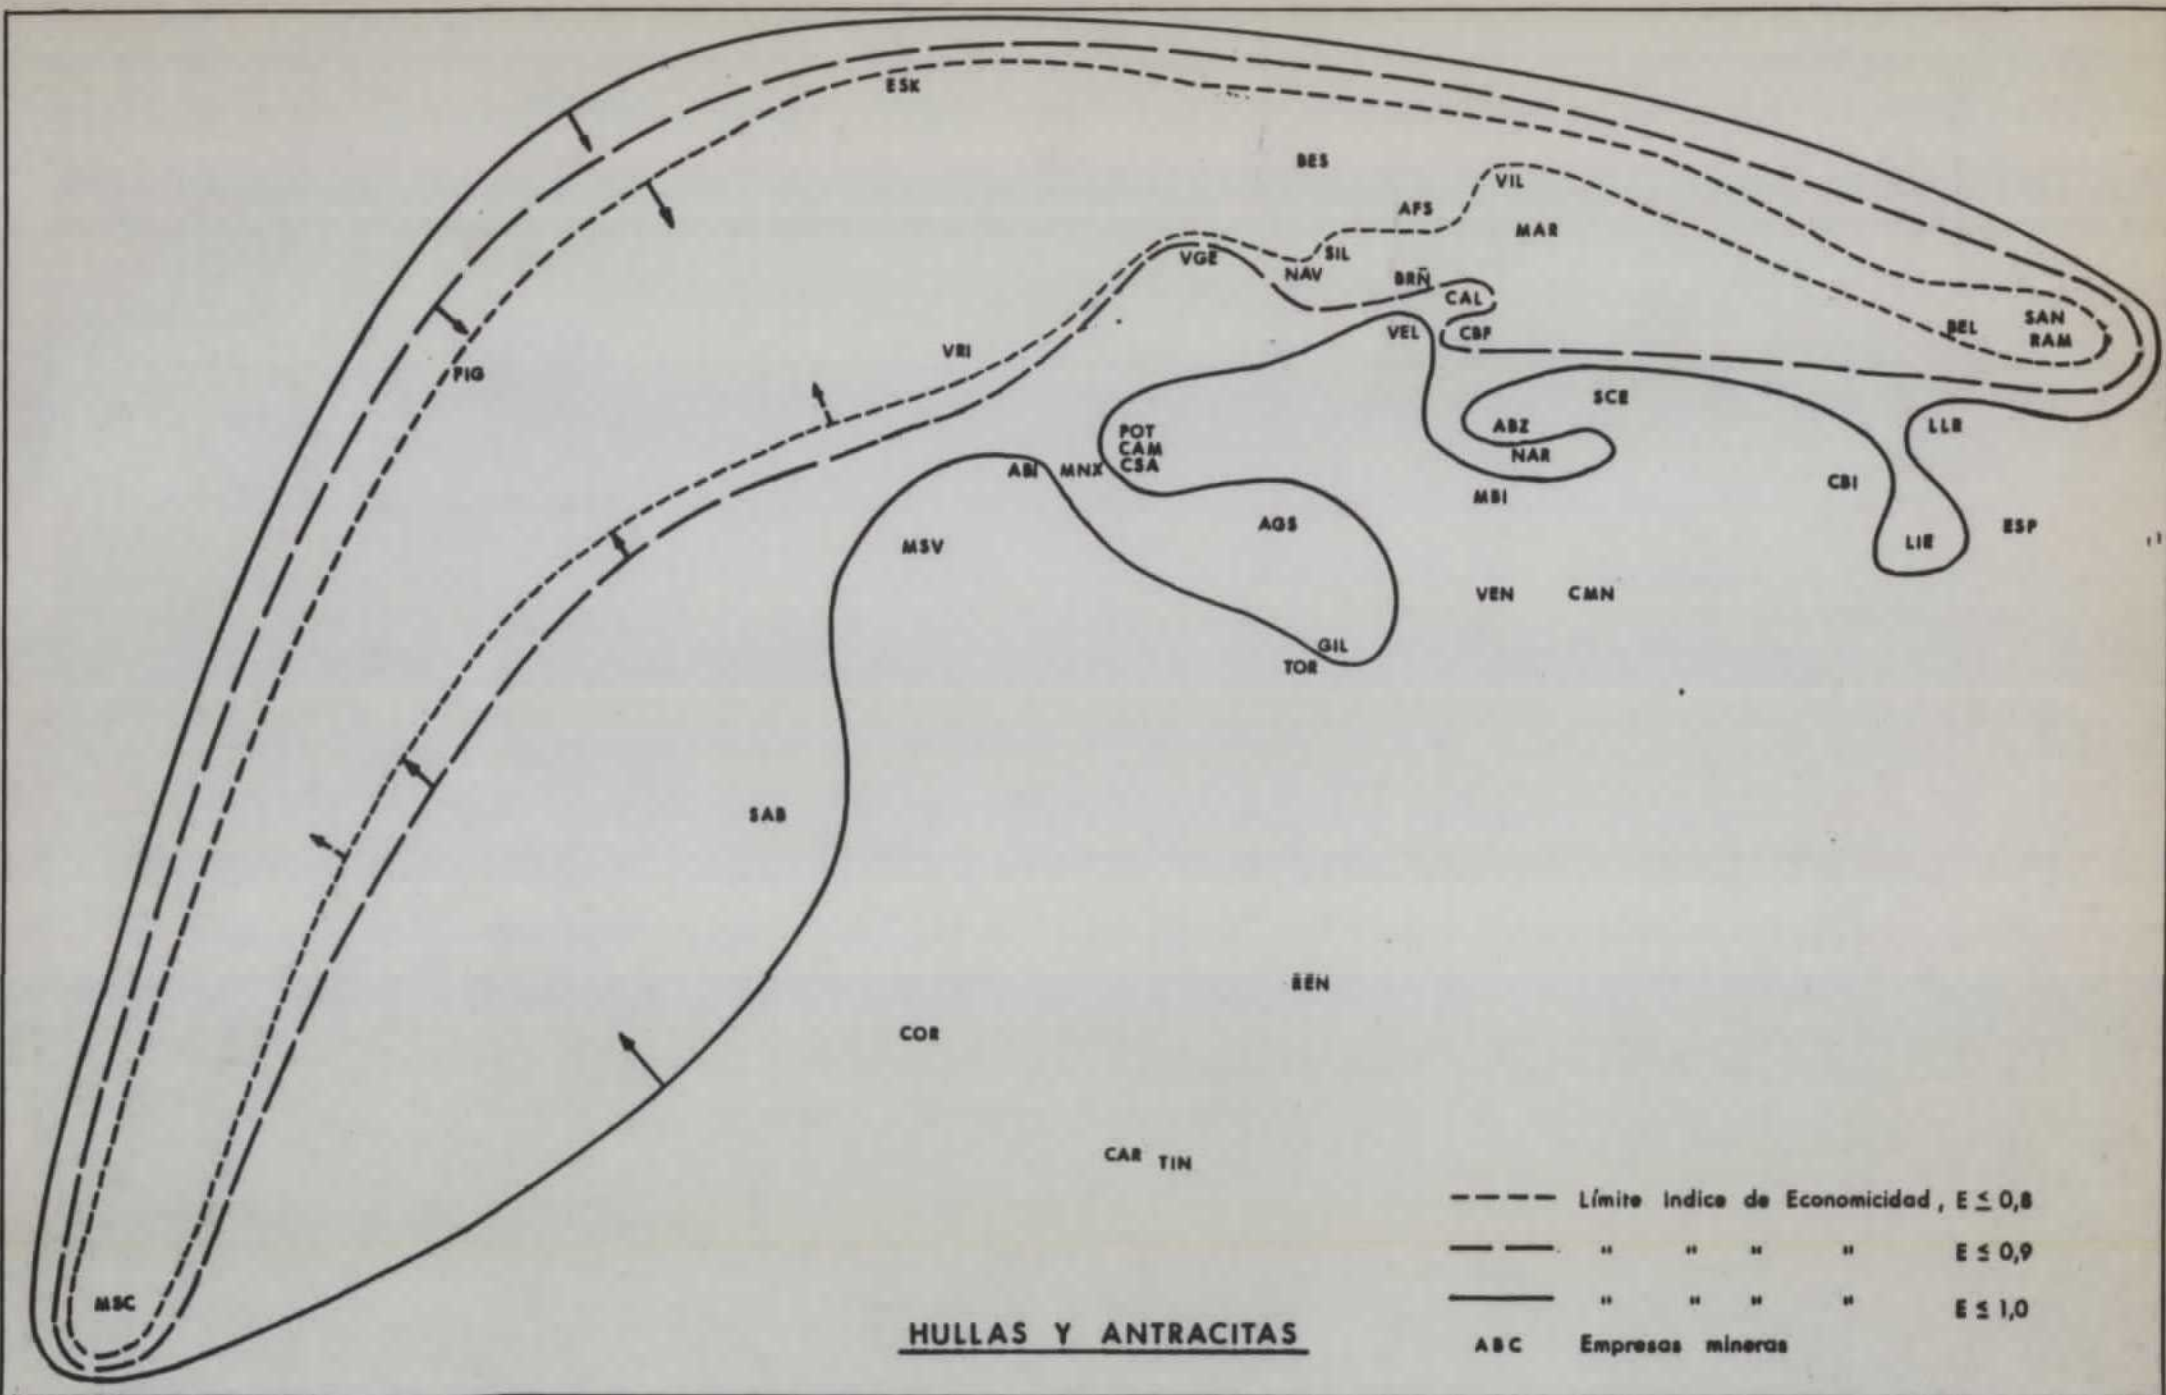 ESK
BES
VIL
AFS
MAR
SIL
VGE
NAV
BRÑ
CAL
SAN
BEL
RAM
VEL
CBP
VRI
PIG
SCE
POT
ABZ
LLB
CAM
NAR
CSA
ABI
MNX
CBI
MBI
AGS
ESP
MSV
LIE
VEN
CMN
GIL
TOR
SAB
BEN
COR
CAR
TIN
MSC
Límite Indice de Economicidad, E ≤ 0,8
" " " " E ≤ 0,9
" " " " E ≤ 1,0
ABC Empresas mineras
HULLAS Y ANTRACITAS